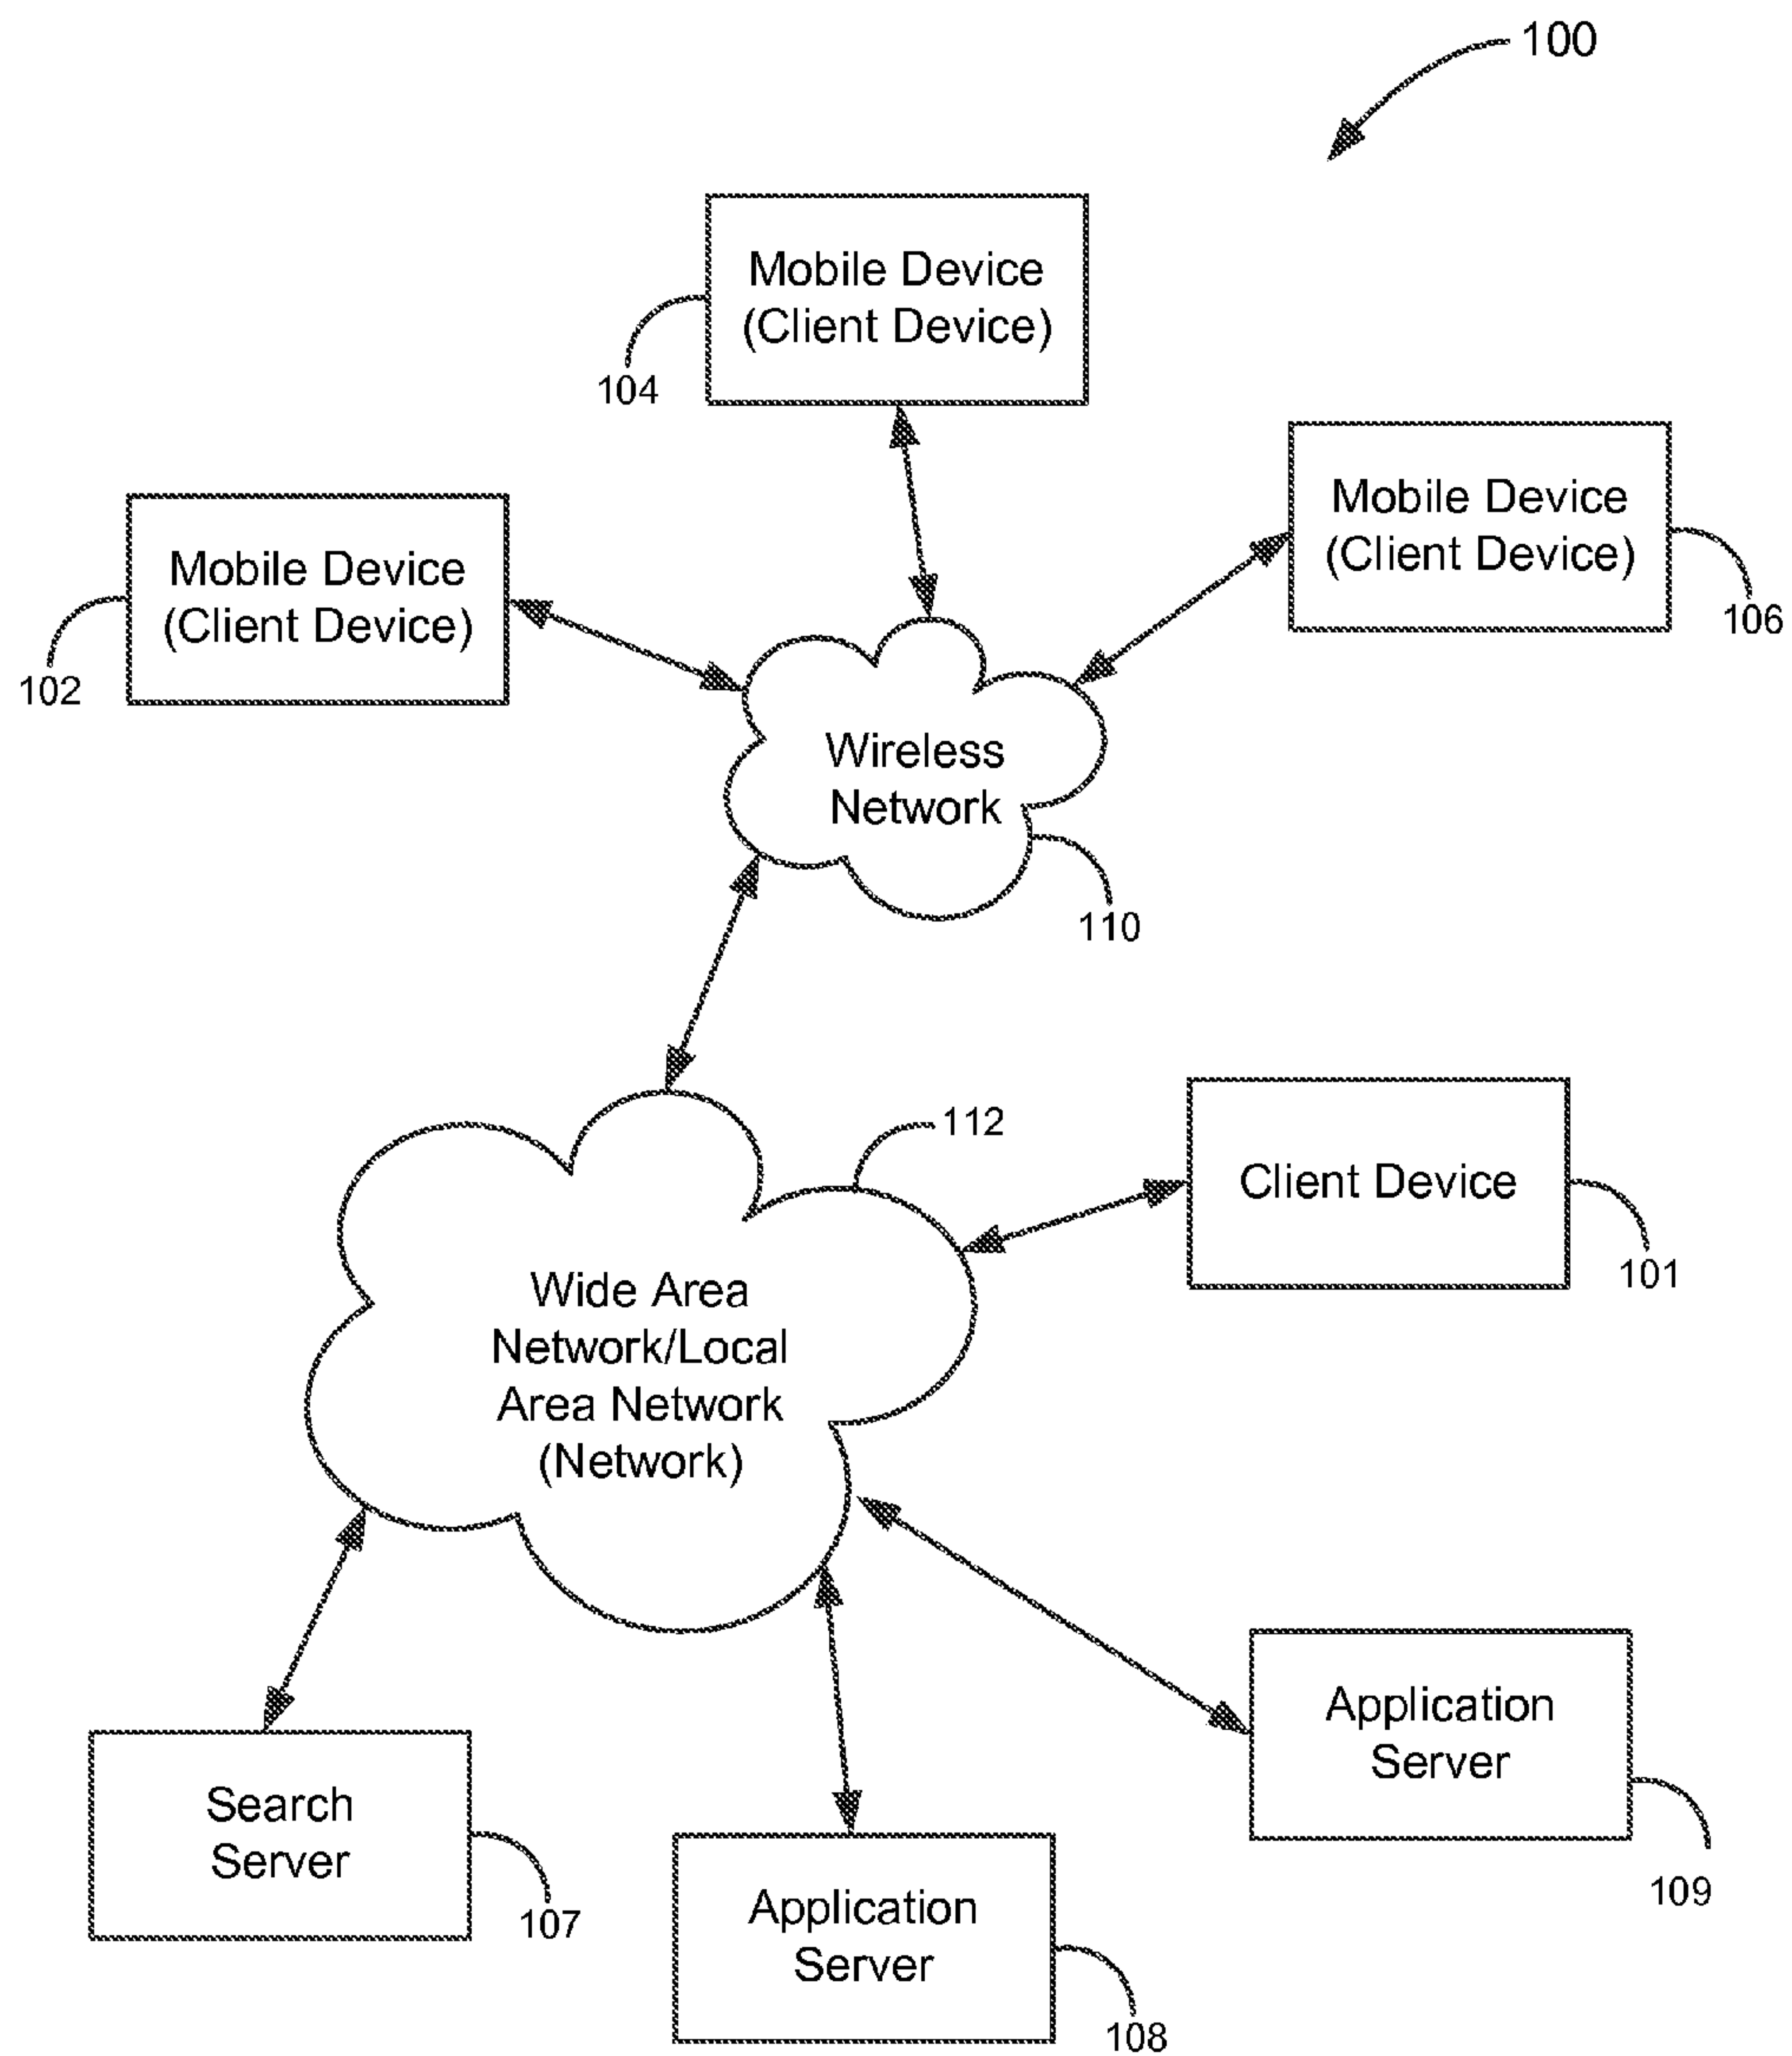 100
Mobile Device
(Client Device)
104
Mobile Device
(Client Device)
106
Mobile Device
(Client Device)
102
Wireless
Network
110
112
Client Device
101
Wide Area
Network/Local
Area Network
(Network)
Application
Server
109
Search
Server
107
Application
Server
108